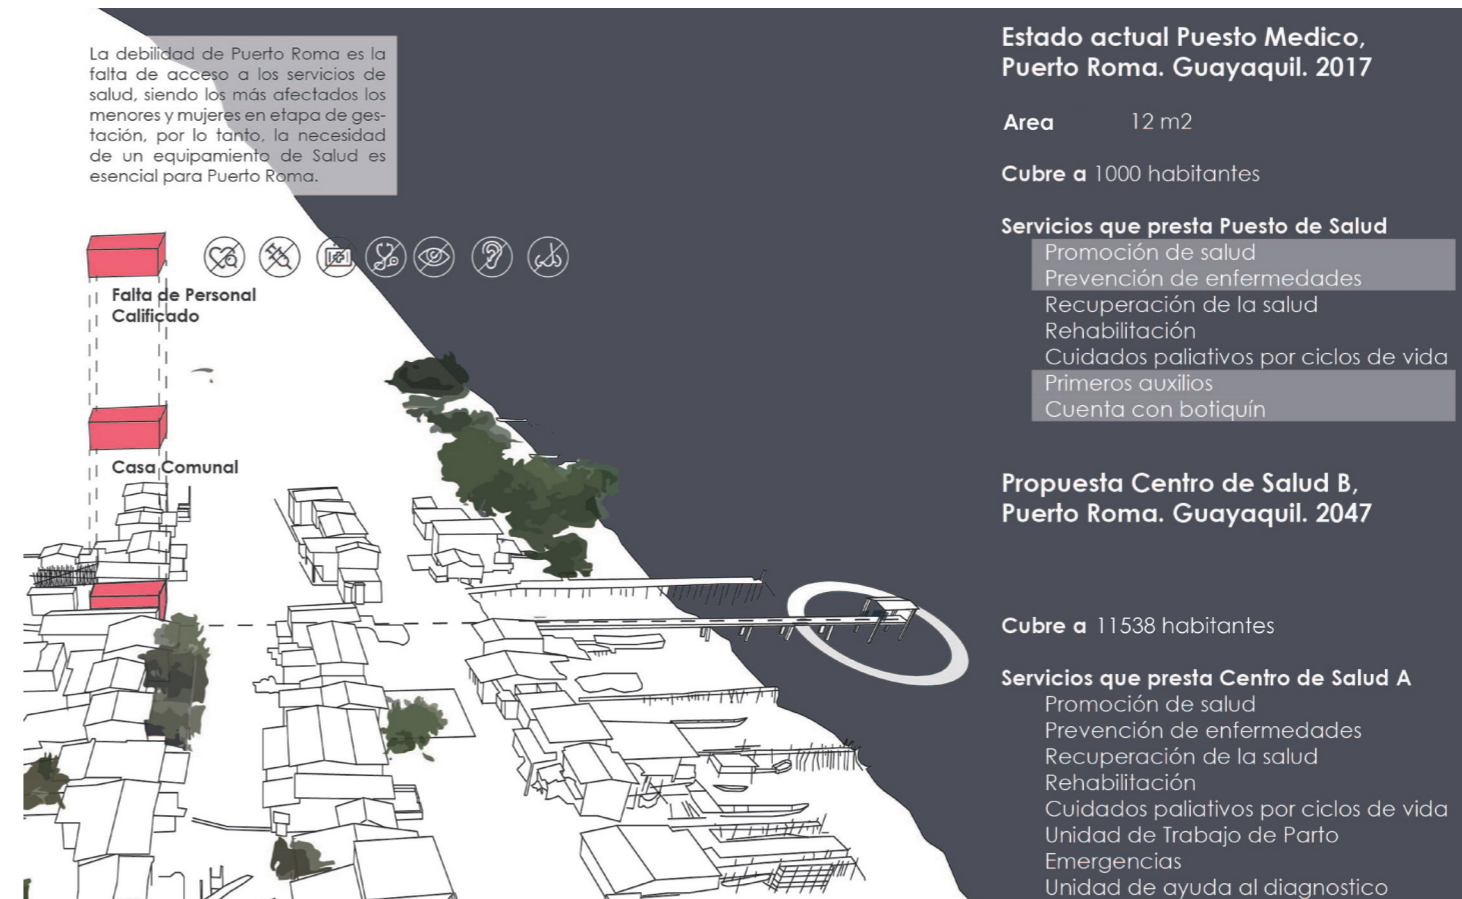 La debilidad de Puerto Roma es la
falta de acceso a los servicios de
salud, siendo los más afectados los
menores y mujeres en etapa de ges-
tación, por lo tanto, la necesidad
de un equipamiento de Salud es
esencial para Puerto Roma.
Falta de Personal
Calificado
Casa Comunal
Estado actual Puesto Medico,
Puerto Roma. Guayaquil. 2017
Area 12 m2
Cubre a 1000 habitantes
Servicios que presta Puesto de Salud
Promoción de salud
Prevención de enfermedades
Recuperación de la salud
Rehabilitación
Cuidados paliativos por ciclos de vida
Primeros auxilios
Cuenta con botiquín
Propuesta Centro de Salud B,
Puerto Roma. Guayaquil. 2047
Cubre a 11538 habitantes
Servicios que presta Centro de Salud A
Promoción de salud
Prevención de enfermedades
Recuperación de la salud
Rehabilitación
Cuidados paliativos por ciclos de vida
Unidad de Trabajo de Parto
Emergencias
Unidad de ayuda al diagnostico